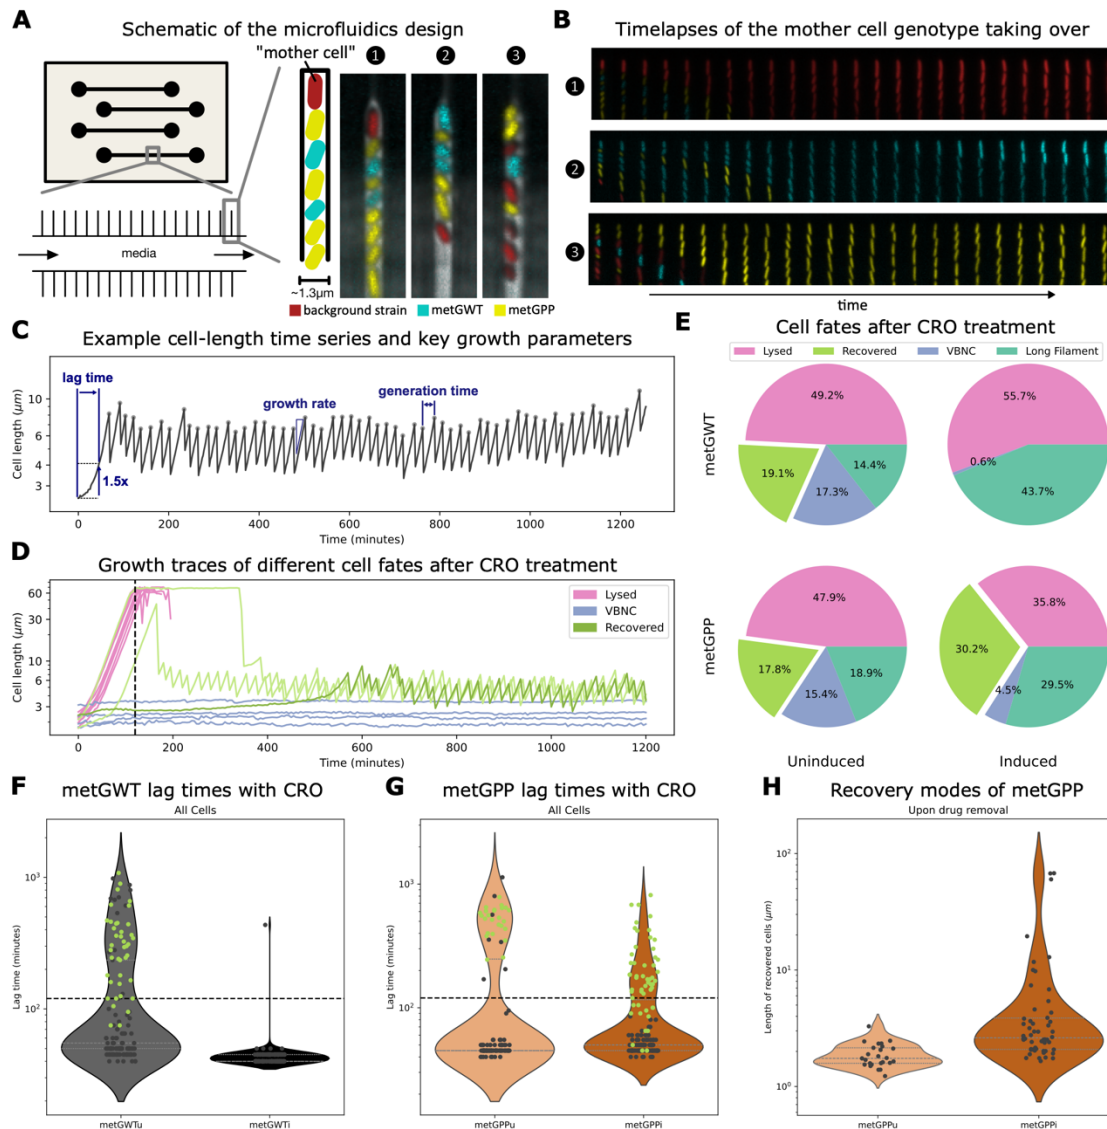 A
Schematic of the microfluidics design
"mother cell"
1
2
3
media
~1.3μm
background strain
metGWT
metGPP
B
Timelapses of the mother cell genotype taking over
1
2
3
time
C
Example cell-length time series and key growth parameters
lag time
growth rate
generation time
1.5x
Cell length (μm)
10
6
4
3
0
200
400
600
800
1000
1200
Time (minutes)
D
Growth traces of different cell fates after CRO treatment
Lysed
VBNC
Recovered
Cell length (μm)
60
30
10
6
3
0
200
400
600
800
1000
1200
Time (minutes)
E
Cell fates after CRO treatment
Lysed
Recovered
VBNC
Long Filament
metGWT
49.2%
19.1%
17.3%
14.4%
55.7%
0.6%
43.7%
metGPP
47.9%
17.8%
15.4%
18.9%
35.8%
30.2%
4.5%
29.5%
Uninduced
Induced
F
metGWT lag times with CRO
All Cells
Lag time (minutes)
10³
10²
metGWTu
metGWTi
G
metGPP lag times with CRO
All Cells
Lag time (minutes)
10³
10²
metGPPu
metGPPi
H
Recovery modes of metGPP
Upon drug removal
Length of recovered cells (μm)
10²
10¹
10⁰
metGPPu
metGPPi